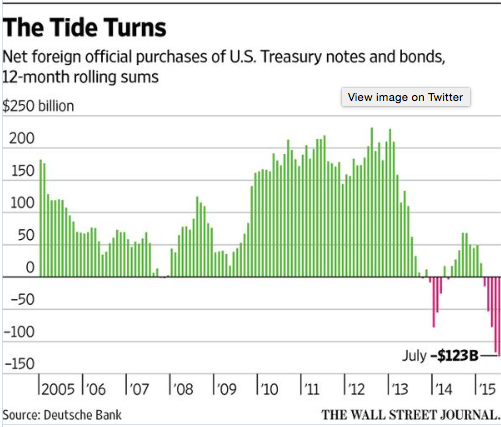 The Tide Turns
Net foreign official purchases of U.S. Treasury notes and bonds,
12-month rolling sums
View image on Twitter
$250 billion
200
150
100
50
0
−50
−100
−150
July −$123B
2005 '06 '07 '08 '09 '10 '11 '12 '13 '14 '15
Source: Deutsche Bank THE WALL STREET JOURNAL.